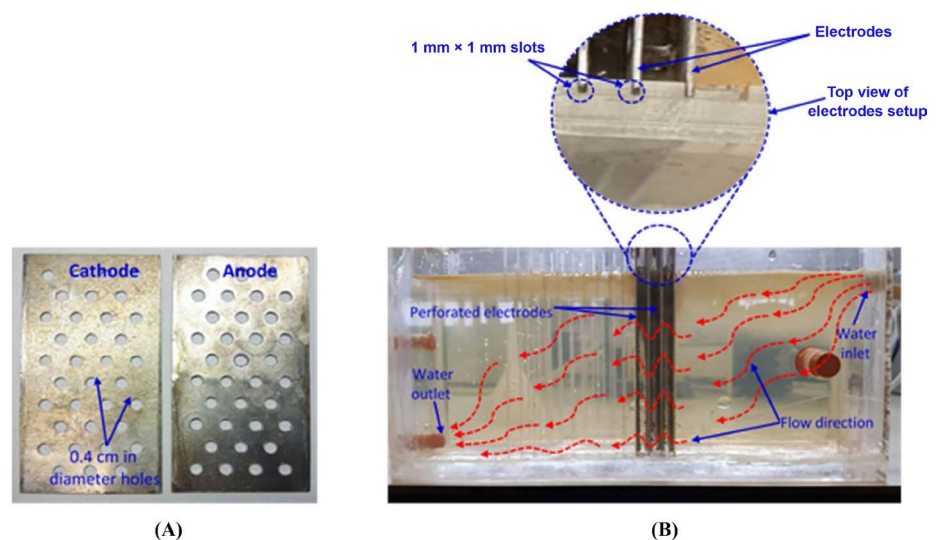 1 mm × 1 mm slots
Electrodes
Top view of
electrodes setup
Cathode
Anode
0.4 cm in
diameter holes
Perforated electrodes
Water
inlet
Water
outlet
Flow direction
(A)
(B)